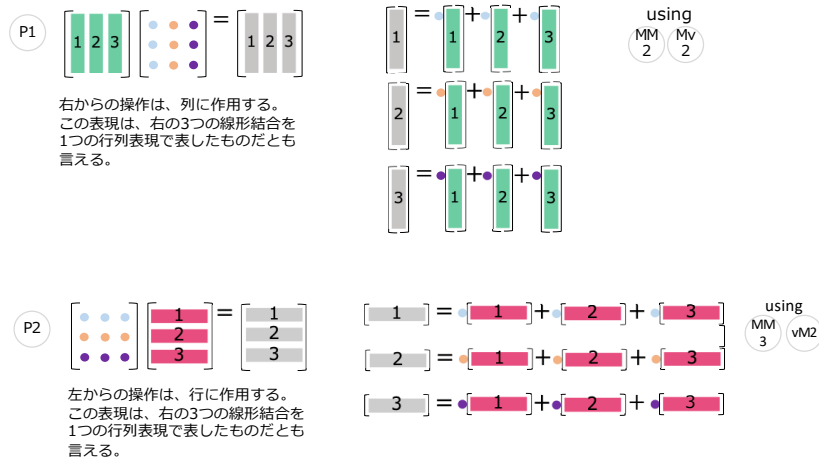 P1
1 2 3 = 1 2 3
右からの操作は、列に作用する。
この表現は、右の3つの線形結合を
1つの行列表現で表したものだとも
言える。
1 = 1 + 2 + 3
2 = 1 + 2 + 3
3 = 1 + 2 + 3
using
MM
2
Mv
2
P2
1 = 1
2 2
3 3
左からの操作は、行に作用する。
この表現は、右の3つの線形結合を
1つの行列表現で表したものだとも
言える。
1 = 1 + 2 + 3
2 = 1 + 2 + 3
3 = 1 + 2 + 3
using
MM
3
vM2